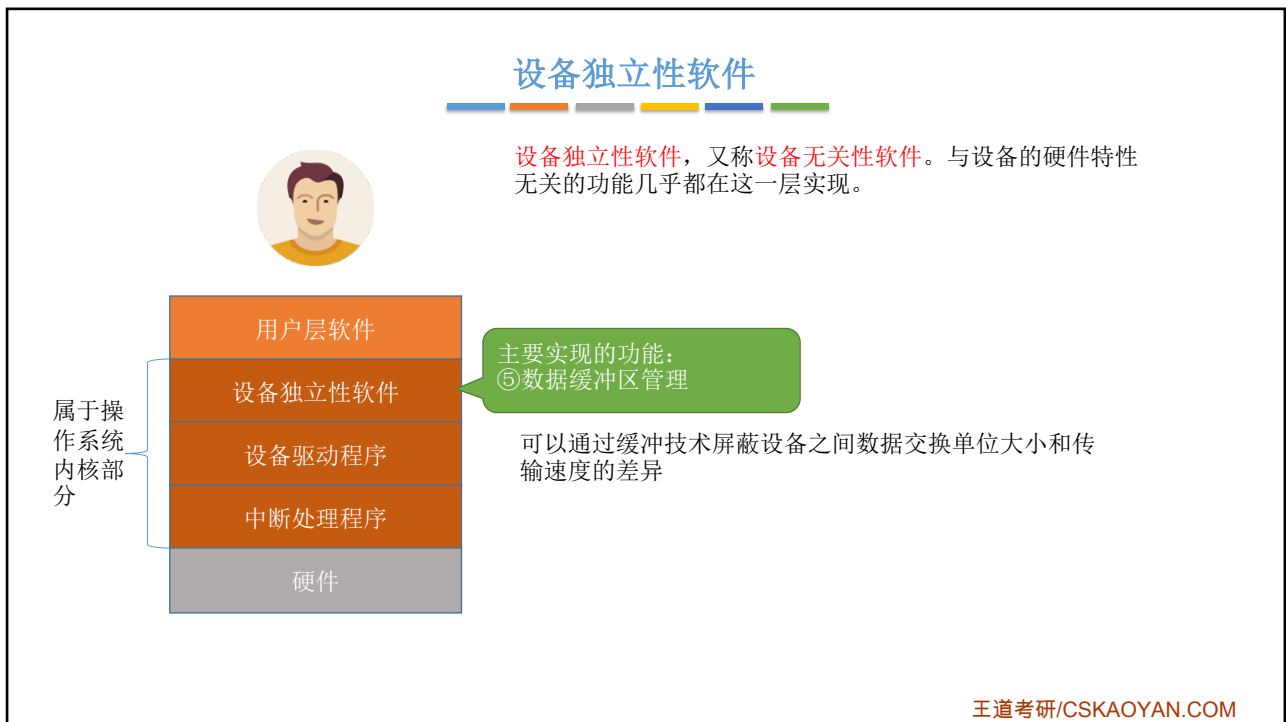 设备独立性软件
设备独立性软件，又称设备无关性软件。与设备的硬件特性
无关的功能几乎都在这一层实现。
用户层软件
设备独立性软件
设备驱动程序
中断处理程序
硬件
属于操
作系统
内核部
分
主要实现的功能：
⑤数据缓冲区管理
可以通过缓冲技术屏蔽设备之间数据交换单位大小和传
输速度的差异
王道考研/CSKAOYAN.COM